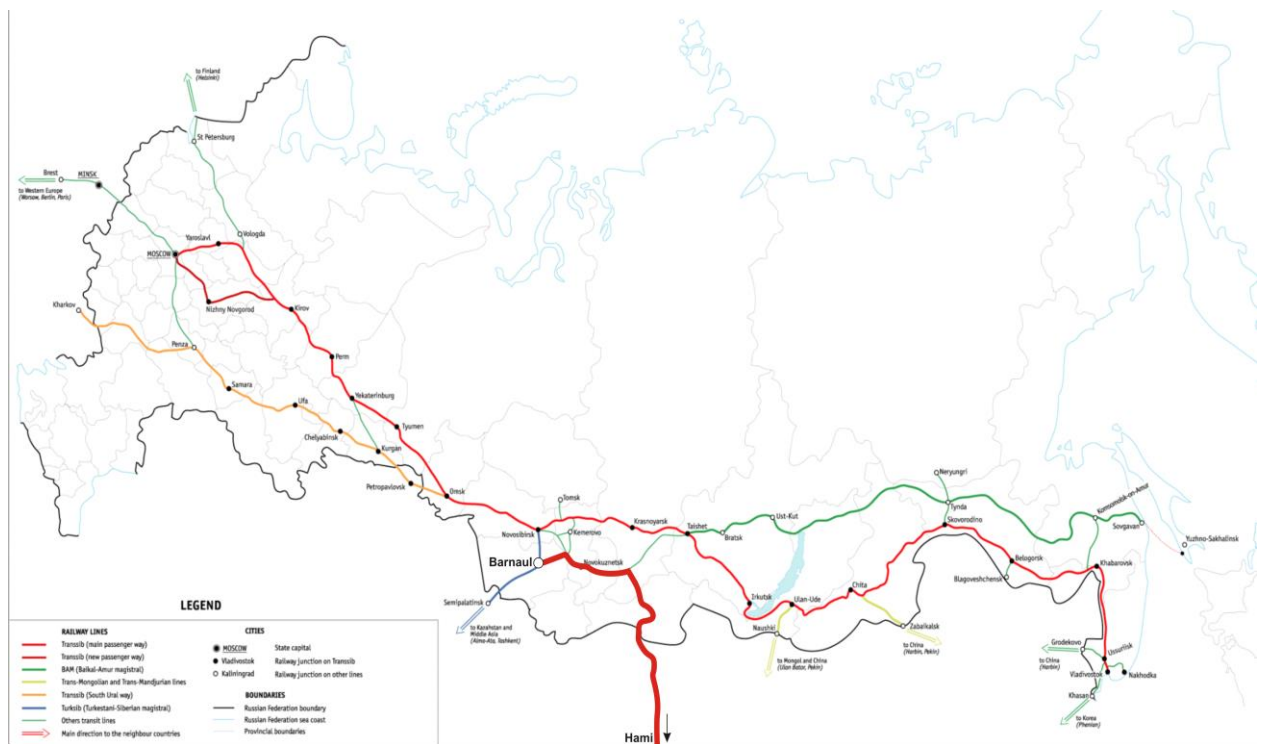 to Finland
(Helsinki)
St Petersburg
Brest
MINSK
to Western Europe
(Warsaw, Berlin, Paris)
Yaroslavl
Vologda
MOSCOW
Nizhny Novgorod
Kirov
Kharkov
Penza
Perm
Samara
Yekaterinburg
Ufa
Tyumen
Chelyabinsk
Kurgan
Petropavlovsk
Omsk
Tomsk
Novosibirsk
Kemerovo
Krasnoyarsk
Taishet
Bratsk
Ust-Kut
Neryungri
Tynda
Skovorodino
Komsomolsk-on-Amur
Sovgavan
Yuzhno-Sakhalinsk
Barnaul
Novokuznetsk
Belogorsk
Blagoveshchensk
Khabarovsk
Semipalatinsk
to Kazahstan and
Middle Asia
(Alma-Ata, Tashkent)
Irkutsk
Ulan-Ude
Chita
Naushki
Zabaikalsk
to Mongol and China
(Ulan Bator, Pekin)
to China
(Harbin, Pekin)
Grodekovo
to China
(Harbin)
Ussuriisk
Vladivostok
Nakhodka
Khasan
to Korea
(Phenian)
Hami
LEGEND
RAILWAY LINES
Transsib (main passenger way)
Transsib (new passenger way)
BAM (Baikal-Amur magistral)
Trans-Mongolian and Trans-Mandjurian lines
Transsib (South Ural way)
Turksib (Turkestani-Siberian magistral)
Others transit lines
Main direction to the neighbour countries
CITIES
MOSCOW State capital
Vladivostok Railway junction on Transsib
Kaliningrad Railway junction on other lines
BOUNDARIES
Russian Federation boundary
Russian Federation sea coast
Provincial boundaries